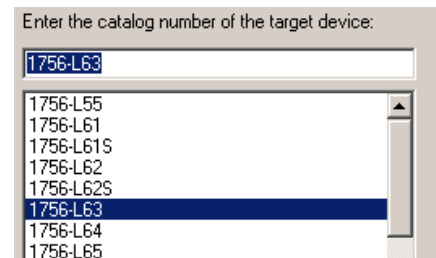 Enter the catalog number of the target device:
1756-L63
1756-L55
1756-L61
1756-L61S
1756-L62
1756-L62S
1756-L63
1756-L64
1756-L65